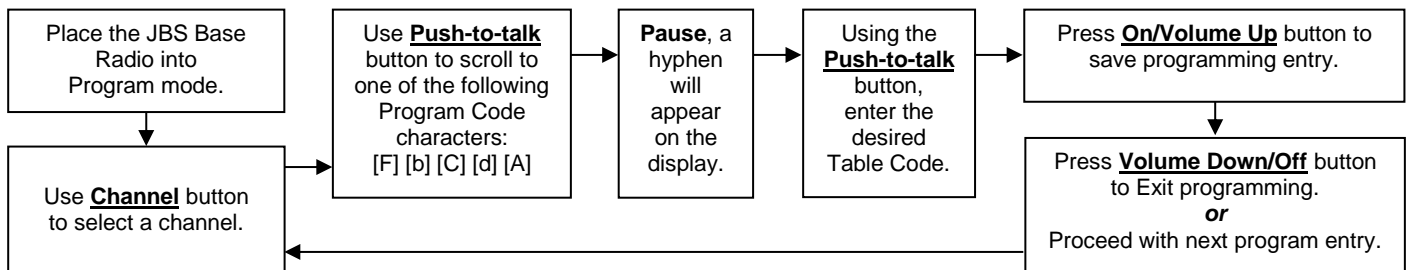 Place the JBS Base
Radio into
Program mode.
Use Channel button
to select a channel.
Use Push-to-talk
button to scroll to
one of the following
Program Code
characters:
[F] [b] [C] [d] [A]
Pause, a
hyphen
will
appear
on the
display.
Using the
Push-to-talk
button,
enter the
desired
Table Code.
Press On/Volume Up button to
save programming entry.
Press Volume Down/Off button
to Exit programming.
or
Proceed with next program entry.